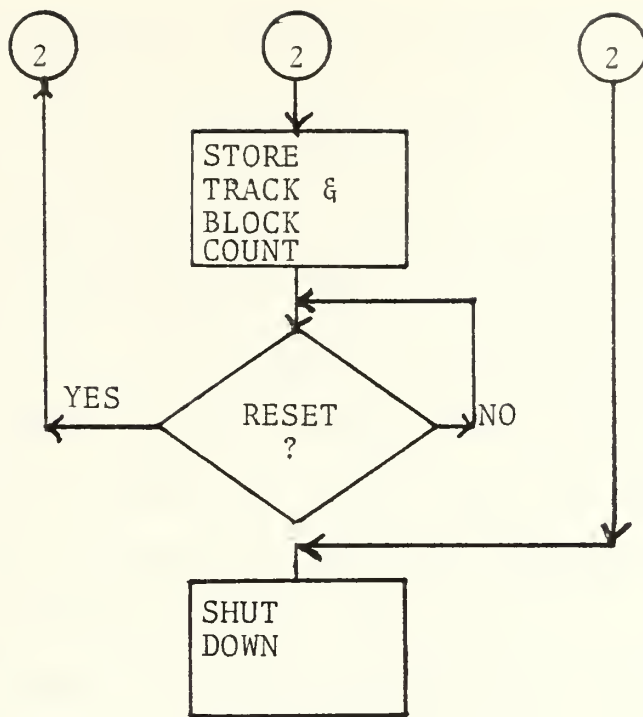 2 2 2
STORE
TRACK &
BLOCK
COUNT
YES
RESET
?
NO
SHUT
DOWN